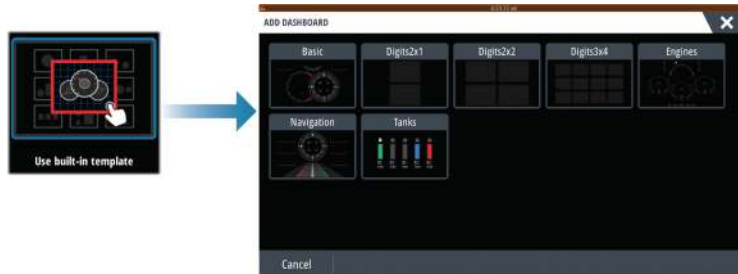 ADD DASHBOARD
Basic
Digits2x1
Digits2x2
Digits3x4
Engines
Navigation
Tanks
Use built-in template
Cancel